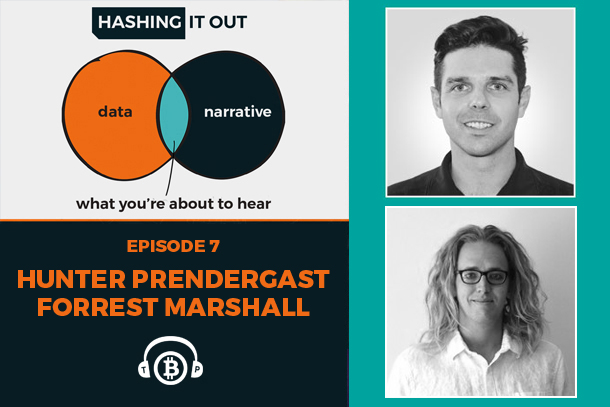 HASHING IT OUT
data
narrative
what you're about to hear
EPISODE 7
HUNTER PRENDERGAST
FORREST MARSHALL
T B P